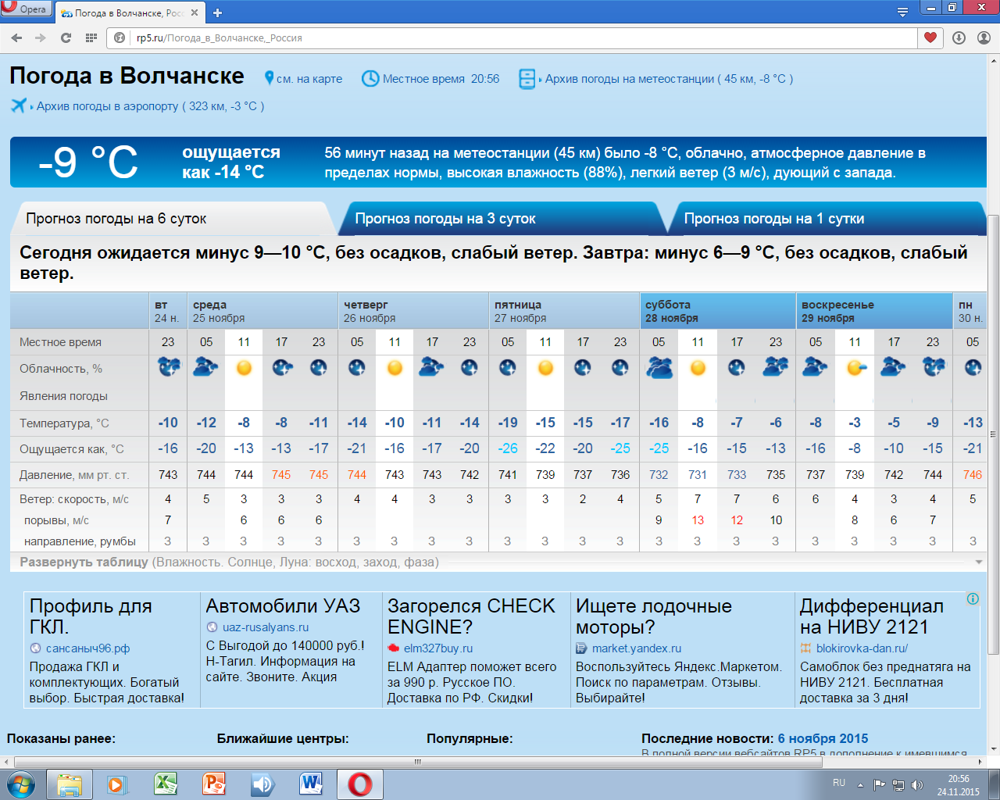 Opera
Погода в Волчанске, Рос
rp5.ru/Погода_в_Волчанске,_Россия
Погода в Волчанске
см. на карте
Местное время 20:56
Архив погоды на метеостанции ( 45 км, -8 °C )
Архив погоды в аэропорту ( 323 км, -3 °C )
-9 °C
ощущается
как -14 °C
56 минут назад на метеостанции (45 км) было -8 °C, облачно, атмосферное давление в
пределах нормы, высокая влажность (88%), легкий ветер (3 м/с), дующий с запада.
Прогноз погоды на 6 суток
Прогноз погоды на 3 суток
Прогноз погоды на 1 сутки
Сегодня ожидается минус 9—10 °C, без осадков, слабый ветер. Завтра: минус 6—9 °C, без осадков, слабый
ветер.
вт среда четверг пятница суббота воскресенье пн
24 н. 25 ноября 26 ноября 27 ноября 28 ноября 29 ноября 30 н.
Местное время 23 05 11 17 23 05 11 17 23 05 11 17 23 05 11 17 23 05 11 17 23 05
Облачность, %
Явления погоды
Температура, °C -10 -12 -8 -8 -11 -14 -10 -11 -14 -19 -15 -15 -17 -16 -8 -7 -6 -8 -3 -5 -9 -13
Ощущается как, °C -16 -20 -13 -13 -17 -21 -16 -17 -20 -26 -22 -20 -25 -25 -16 -15 -13 -16 -8 -10 -15 -21
Давление, мм рт. ст. 743 744 744 745 745 744 743 743 742 741 739 737 736 732 731 733 735 737 739 742 744 746
Ветер: скорость, м/с 4 5 3 3 3 4 4 3 3 3 3 2 4 5 7 7 6 6 4 3 4 5
порывы, м/с 7 6 6 6 9 13 12 10 8 6 7
направление, румбы З З З З З З З З З З З З З З З З З З З З З З
Развернуть таблицу (Влажность. Солнце, Луна: восход, заход, фаза)
Профиль для
ГКЛ.
сансаныч96.рф
Продажа ГКЛ и
комплектующих. Богатый
выбор. Быстрая доставка!
Автомобили УАЗ
uaz-rusalyans.ru
С Выгодой до 140000 руб.!
Н-Тагил. Информация на
сайте. Звоните. Акция
Загорелся CHECK
ENGINE?
elm327buy.ru
ELM Адаптер поможет всего
за 990 р. Русское ПО.
Доставка по РФ. Скидки!
Ищете лодочные
моторы?
market.yandex.ru
Воспользуйтесь Яндекс.Маркетом.
Поиск по параметрам. Отзывы.
Выбирайте!
Дифференциал
на НИВУ 2121
blokirovka-dan.ru/
Самоблок без преднатяга на
НИВУ 2121. Бесплатная
доставка за 3 дня!
Показаны ранее:
Ближайшие центры:
Популярные:
Последние новости: 6 ноября 2015
В полной версии вебсайтов RP5 в дополнение к имевшимся
RU
20:56
24.11.2015